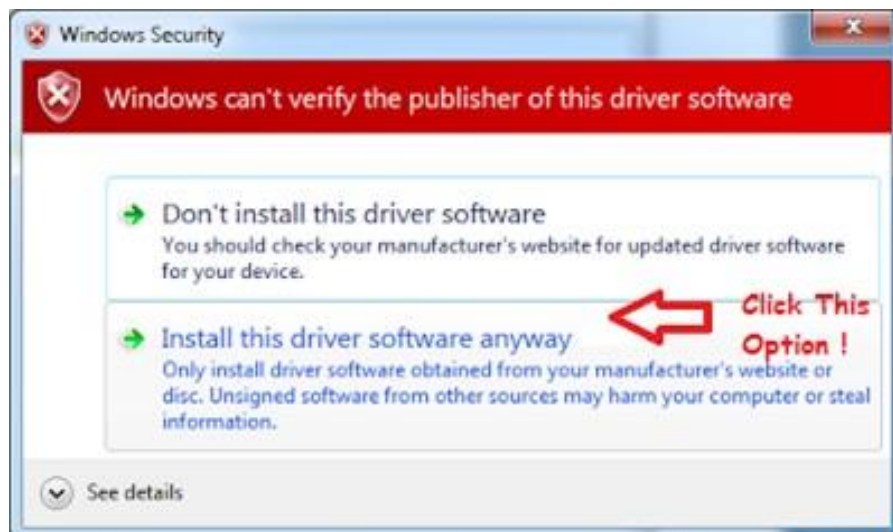 Windows Security
Windows can't verify the publisher of this driver software
Don't install this driver software
You should check your manufacturer's website for updated driver software
for your device.
Click This
Option !
Install this driver software anyway
Only install driver software obtained from your manufacturer's website or
disc. Unsigned software from other sources may harm your computer or steal
information.
See details